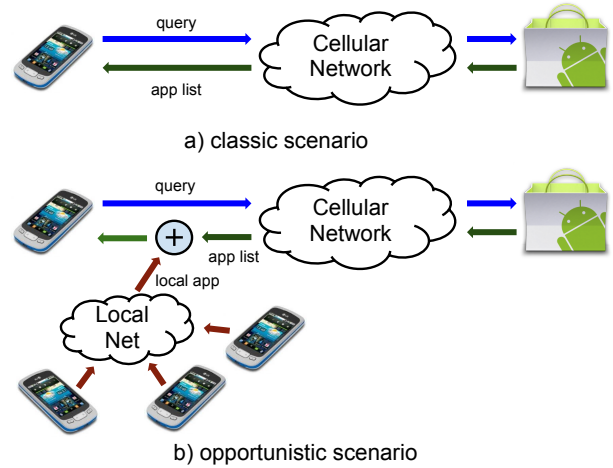 query
Cellular
Network
app list
a) classic scenario
query
Cellular
Network
+
app list
local app
Local
Net
b) opportunistic scenario